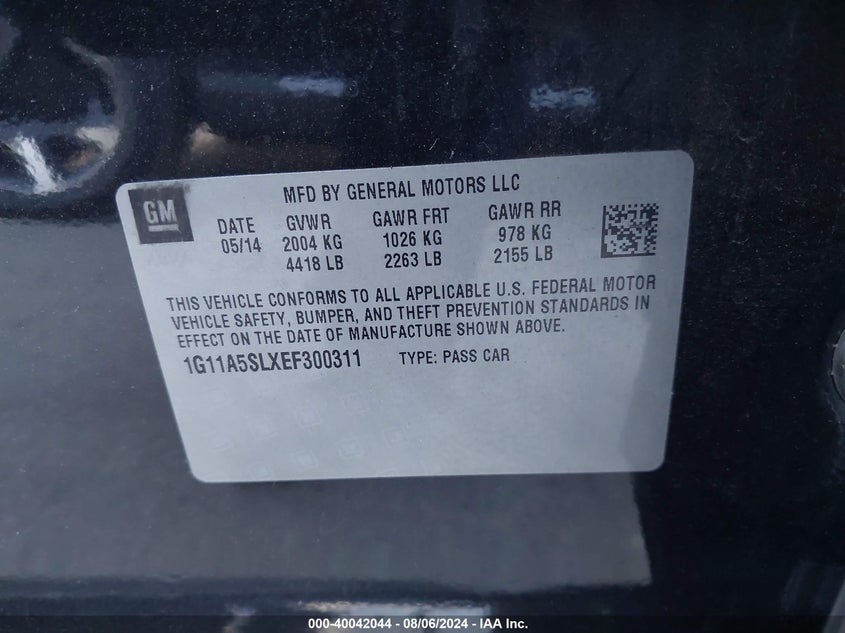 GM
MFD BY GENERAL MOTORS LLC
DATE GVWR GAWR FRT GAWR RR
05/14 2004 KG 1026 KG 978 KG
4418 LB 2263 LB 2155 LB
THIS VEHICLE CONFORMS TO ALL APPLICABLE U.S. FEDERAL MOTOR
VEHICLE SAFETY, BUMPER, AND THEFT PREVENTION STANDARDS IN
EFFECT ON THE DATE OF MANUFACTURE SHOWN ABOVE.
1G11A5SLXEF300311 TYPE: PASS CAR
000-40042044 - 08/06/2024 - IAA Inc.